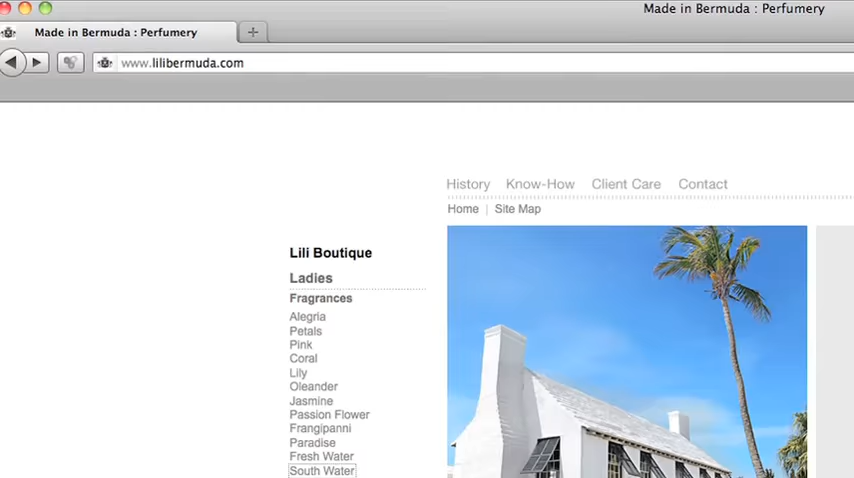 Made in Bermuda : Perfumery
Made in Bermuda : Perfumery
www.lilibermuda.com
History Know-How Client Care Contact
Home | Site Map
Lili Boutique
Ladies
Fragrances
Alegria
Petals
Pink
Coral
Lily
Oleander
Jasmine
Passion Flower
Frangipanni
Paradise
Fresh Water
South Water